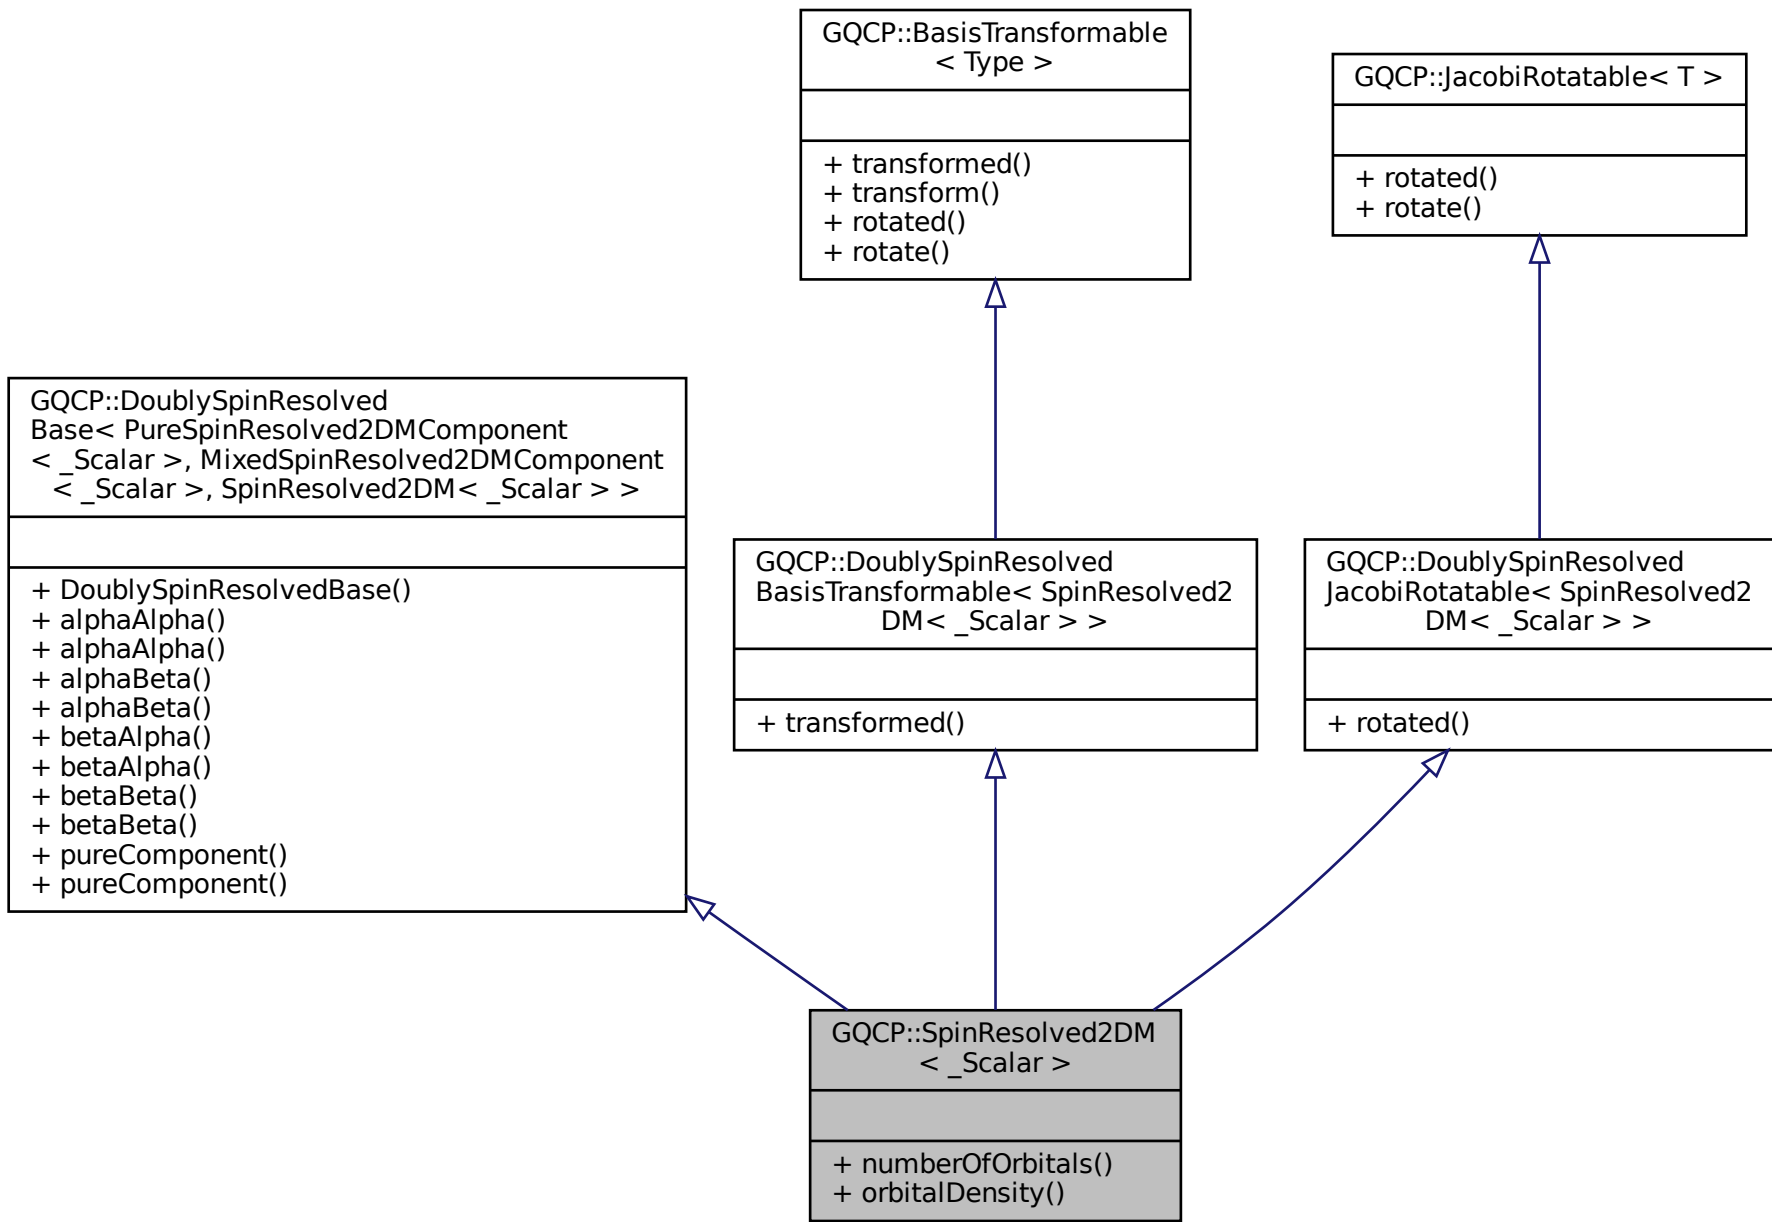 GQCP::BasisTransformable
< Type >
+ transformed()
+ transform()
+ rotated()
+ rotate()
GQCP::JacobiRotatable< T >
+ rotated()
+ rotate()
GQCP::DoublySpinResolved
Base< PureSpinResolved2DMComponent
< _Scalar >, MixedSpinResolved2DMComponent
< _Scalar >, SpinResolved2DM< _Scalar > >
+ DoublySpinResolvedBase()
+ alphaAlpha()
+ alphaAlpha()
+ alphaBeta()
+ alphaBeta()
+ betaAlpha()
+ betaAlpha()
+ betaBeta()
+ betaBeta()
+ pureComponent()
+ pureComponent()
GQCP::DoublySpinResolved
BasisTransformable< SpinResolved2
DM< _Scalar > >
+ transformed()
GQCP::DoublySpinResolved
JacobiRotatable< SpinResolved2
DM< _Scalar > >
+ rotated()
GQCP::SpinResolved2DM
< _Scalar >
+ numberOfOrbitals()
+ orbitalDensity()